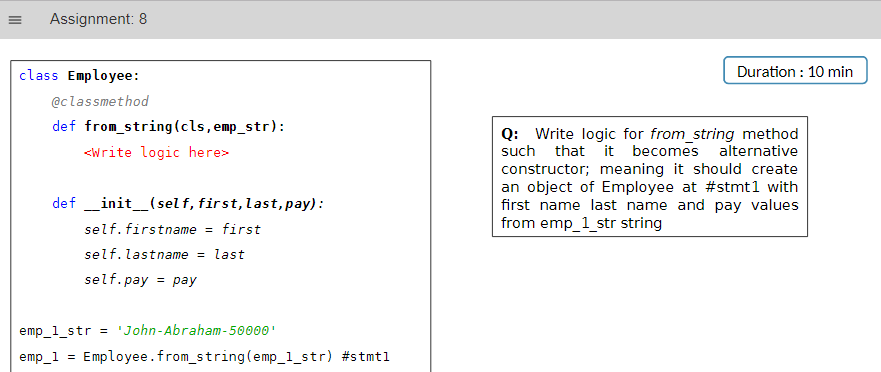 Assignment: 8
Duration : 10 min
class Employee:
@classmethod
def from_string(cls,emp_str):
<Write logic here>
def __init__(self,first,last,pay):
self.firstname = first
self.lastname = last
self.pay = pay
emp_1_str = 'John-Abraham-50000'
emp_1 = Employee.from_string(emp_1_str) #stmt1
Q: Write logic for from_string method
such that it becomes alternative
constructor; meaning it should create
an object of Employee at #stmt1 with
first name last name and pay values
from emp_1_str string